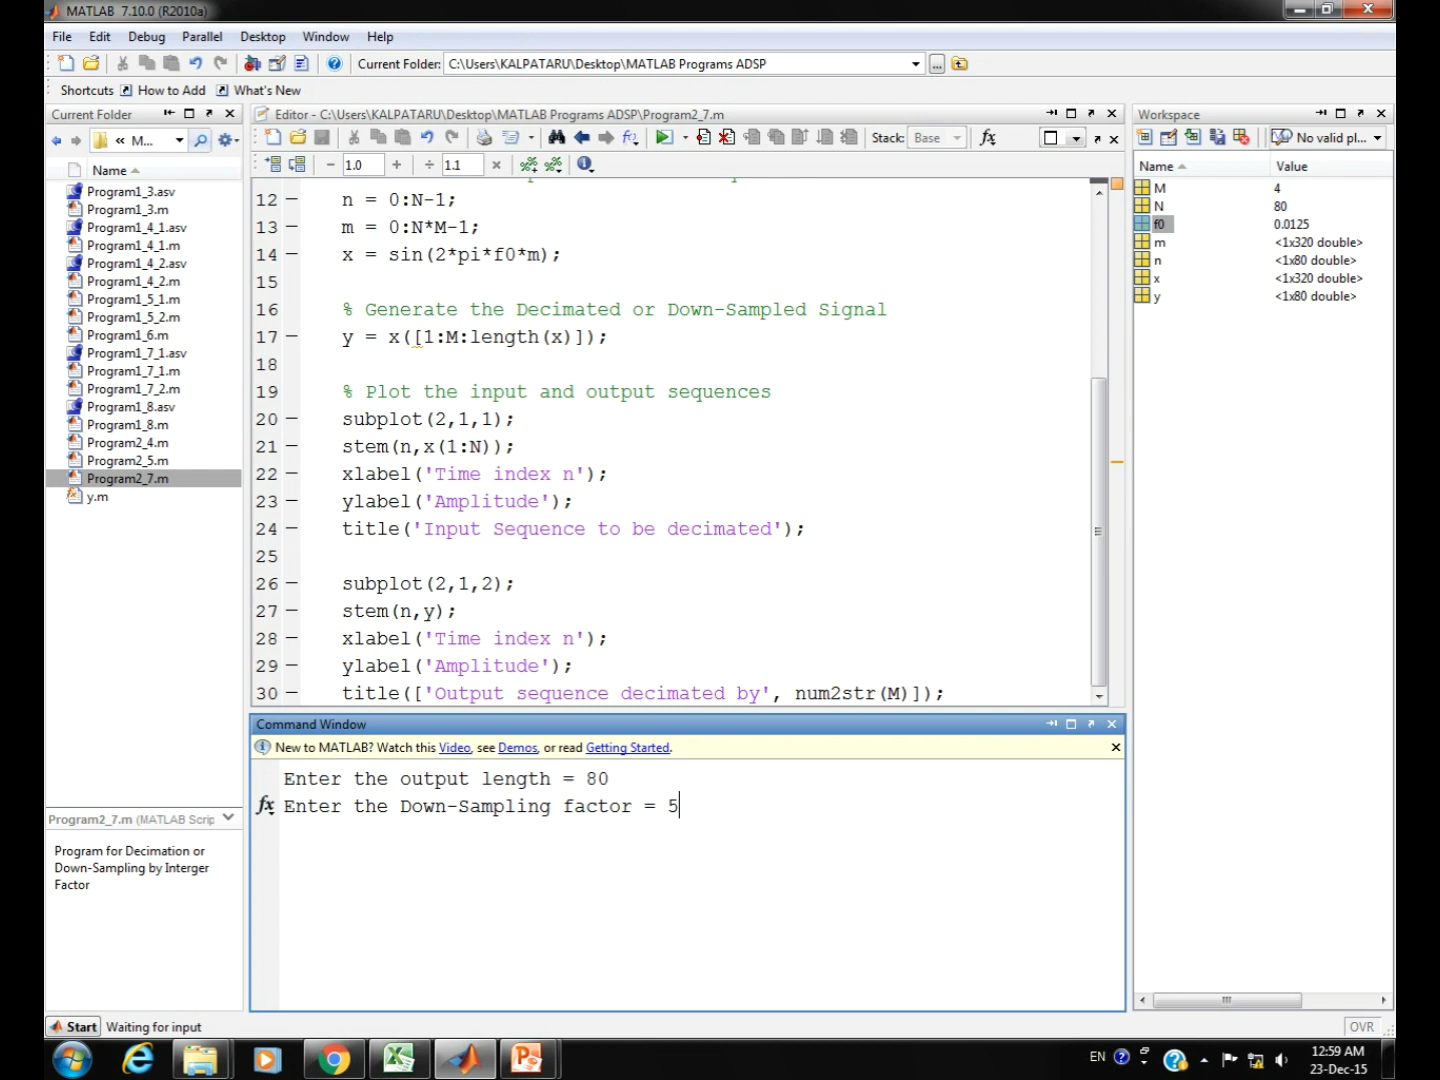 MATLAB 7.10.0 (R2010a)
File Edit Debug Parallel Desktop Window Help
Current Folder: C:\Users\KALPATARU\Desktop\MATLAB Programs ADSP
Shortcuts How to Add What's New
Current Folder
« M...
Name
Program1_3.asv
Program1_3.m
Program1_4_1.asv
Program1_4_1.m
Program1_4_2.asv
Program1_4_2.m
Program1_5_1.m
Program1_5_2.m
Program1_6.m
Program1_7_1.asv
Program1_7_1.m
Program1_7_2.m
Program1_8.asv
Program1_8.m
Program2_4.m
Program2_5.m
Program2_7.m
y.m
Program2_7.m (MATLAB Scrip
Program for Decimation or
Down-Sampling by Interger
Factor
Editor - C:\Users\KALPATARU\Desktop\MATLAB Programs ADSP\Program2_7.m
Stack: Base fx
− 1.0 + ÷ 1.1 ×
12 – n = 0:N-1;
13 – m = 0:N*M-1;
14 – x = sin(2*pi*f0*m);
15
16 % Generate the Decimated or Down-Sampled Signal
17 – y = x([1:M:length(x)]);
18
19 % Plot the input and output sequences
20 – subplot(2,1,1);
21 – stem(n,x(1:N));
22 – xlabel('Time index n');
23 – ylabel('Amplitude');
24 – title('Input Sequence to be decimated');
25
26 – subplot(2,1,2);
27 – stem(n,y);
28 – xlabel('Time index n');
29 – ylabel('Amplitude');
30 – title(['Output sequence decimated by', num2str(M)]);
Command Window
New to MATLAB? Watch this Video, see Demos, or read Getting Started.
Enter the output length = 80
fx Enter the Down-Sampling factor = 5
Workspace
No valid pl...
Name Value
M 4
N 80
f0 0.0125
m <1x320 double>
n <1x80 double>
x <1x320 double>
y <1x80 double>
Start Waiting for input
OVR
EN
12:59 AM
23-Dec-15